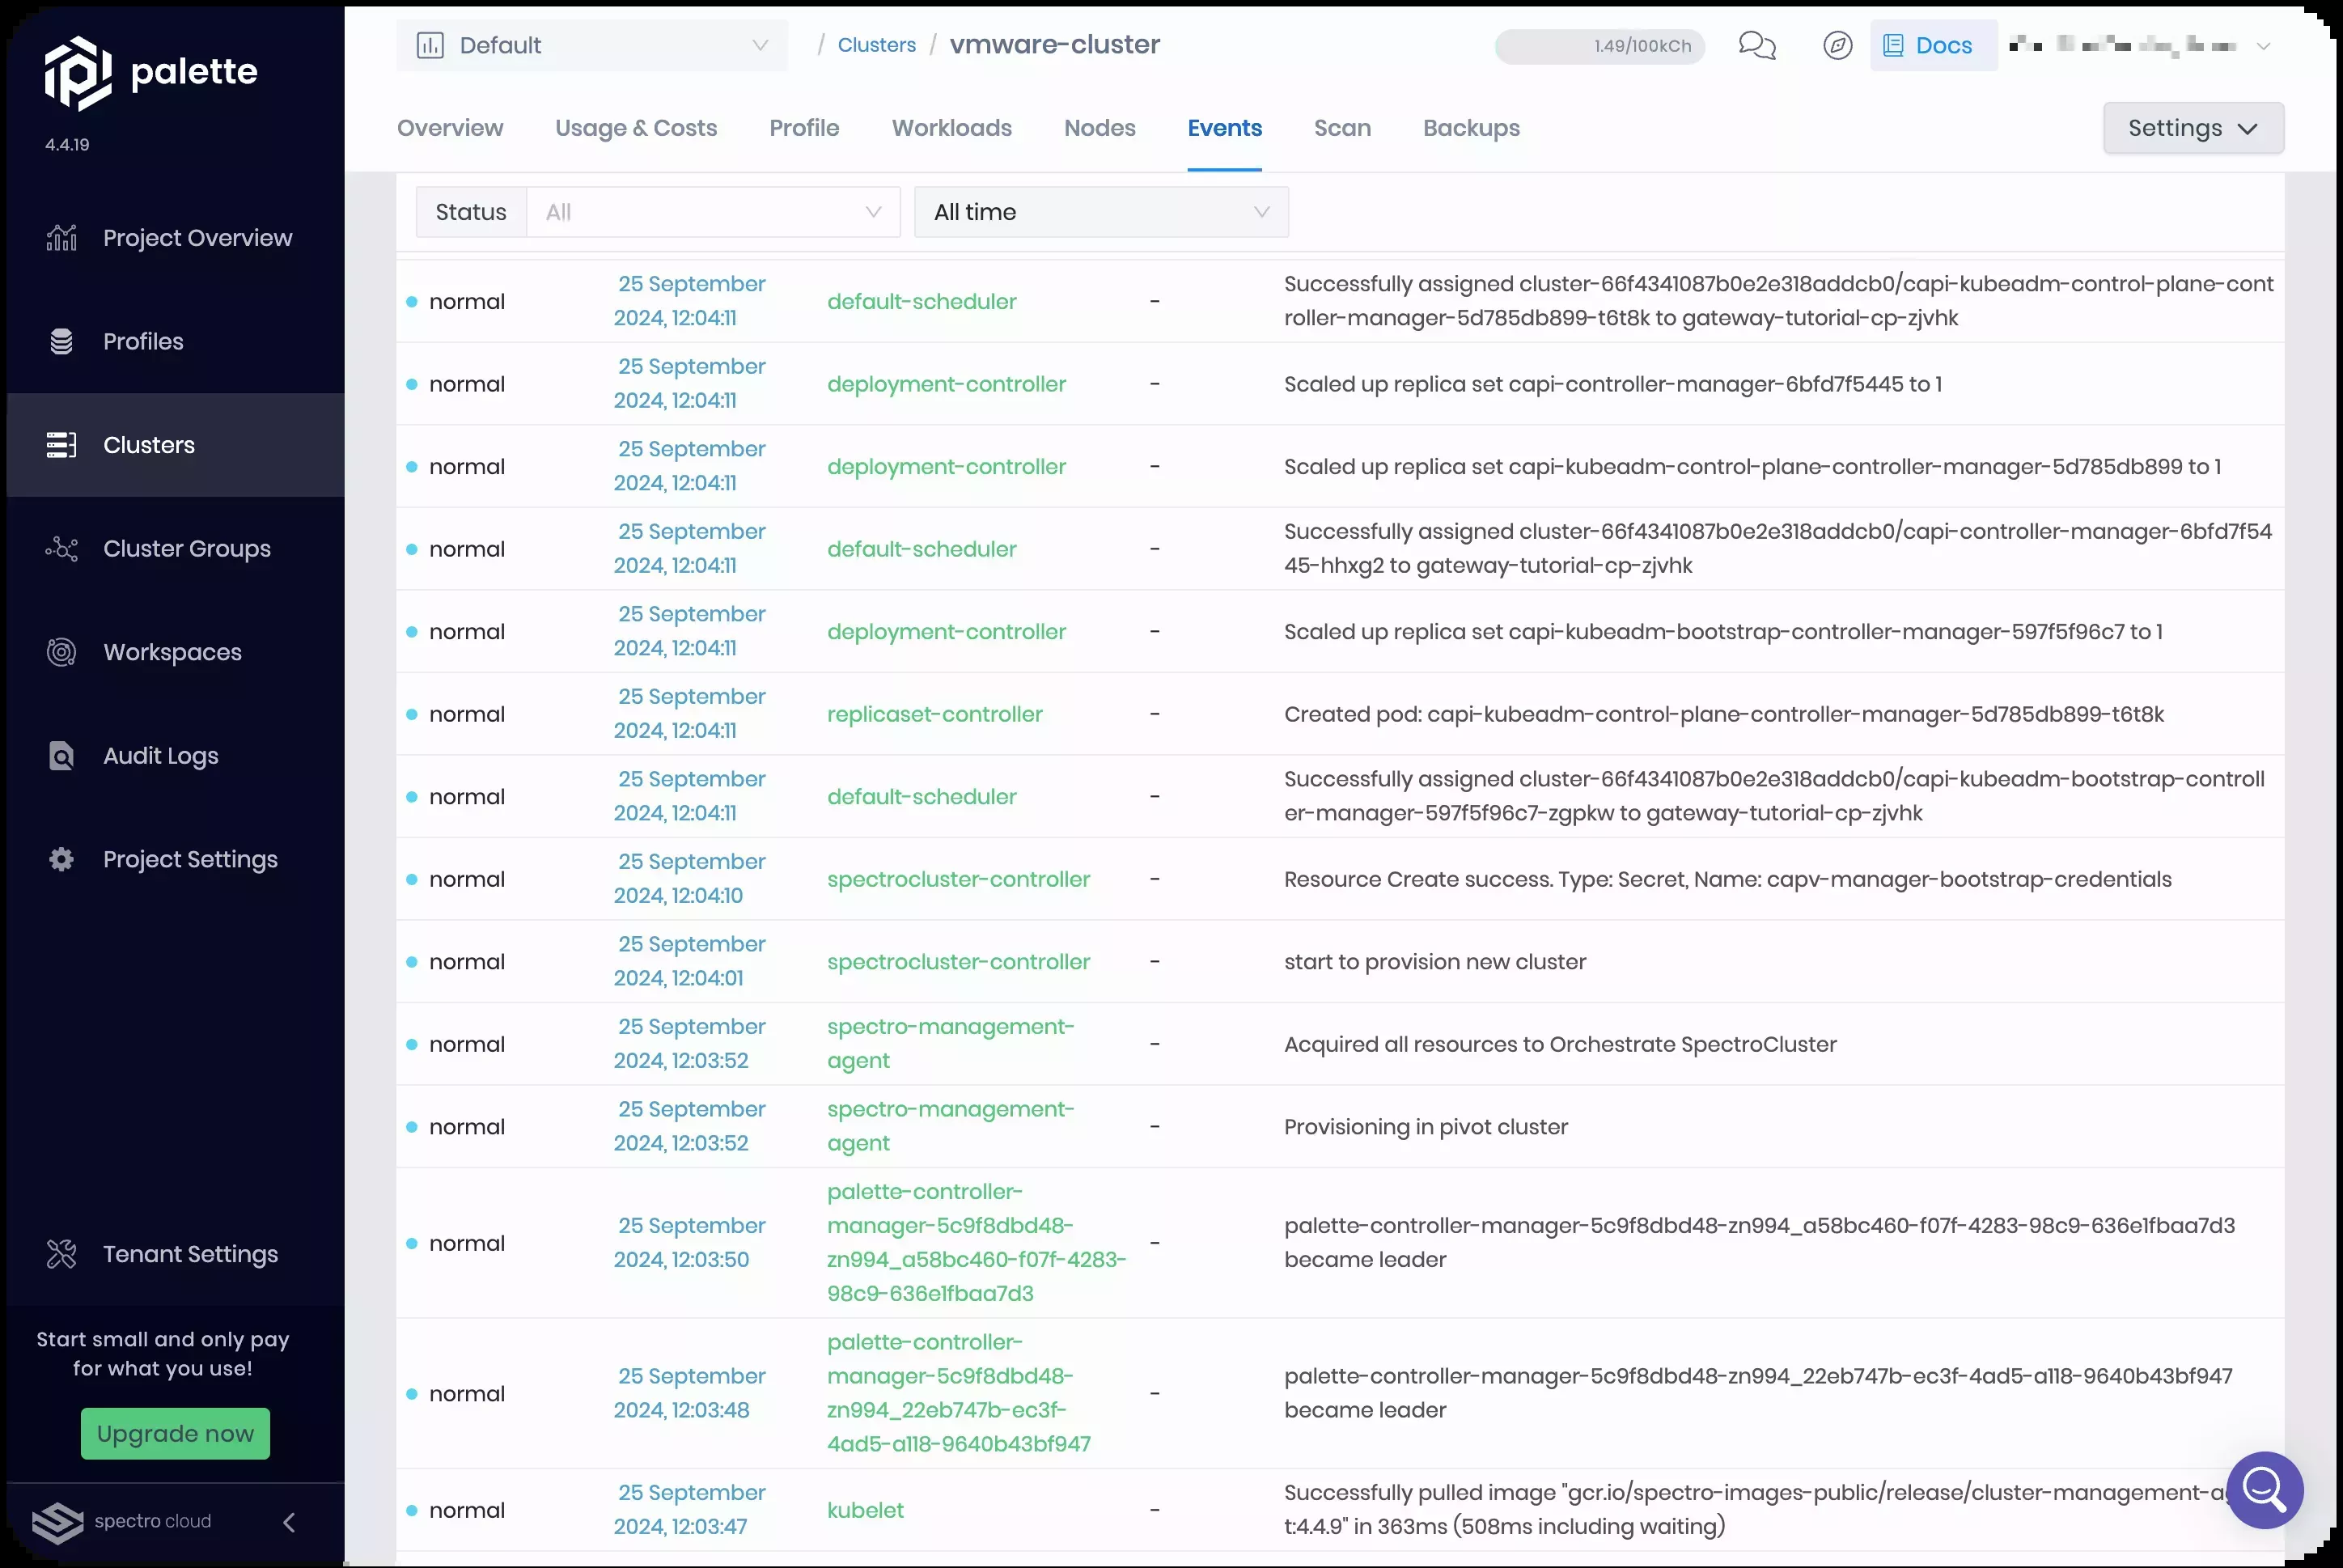 palette
4.4.19
Project Overview
Profiles
Clusters
Cluster Groups
Workspaces
Audit Logs
Project Settings
Tenant Settings
Start small and only pay
for what you use!
Upgrade now
spectro cloud
Default
/ Clusters / vmware-cluster
1.49/100kCh
Docs
Overview Usage & Costs Profile Workloads Nodes Events Scan Backups
Settings
Status All All time
normal
25 September
2024, 12:04:11
default-scheduler
-
Successfully assigned cluster-66f4341087b0e2e318addcb0/capi-kubeadm-control-plane-cont
roller-manager-5d785db899-t6t8k to gateway-tutorial-cp-zjvhk
normal
25 September
2024, 12:04:11
deployment-controller
-
Scaled up replica set capi-controller-manager-6bfd7f5445 to 1
normal
25 September
2024, 12:04:11
deployment-controller
-
Scaled up replica set capi-kubeadm-control-plane-controller-manager-5d785db899 to 1
normal
25 September
2024, 12:04:11
default-scheduler
-
Successfully assigned cluster-66f4341087b0e2e318addcb0/capi-controller-manager-6bfd7f54
45-hhxg2 to gateway-tutorial-cp-zjvhk
normal
25 September
2024, 12:04:11
deployment-controller
-
Scaled up replica set capi-kubeadm-bootstrap-controller-manager-597f5f96c7 to 1
normal
25 September
2024, 12:04:11
replicaset-controller
-
Created pod: capi-kubeadm-control-plane-controller-manager-5d785db899-t6t8k
normal
25 September
2024, 12:04:11
default-scheduler
-
Successfully assigned cluster-66f4341087b0e2e318addcb0/capi-kubeadm-bootstrap-controll
er-manager-597f5f96c7-zgpkw to gateway-tutorial-cp-zjvhk
normal
25 September
2024, 12:04:10
spectrocluster-controller
-
Resource Create success. Type: Secret, Name: capv-manager-bootstrap-credentials
normal
25 September
2024, 12:04:01
spectrocluster-controller
-
start to provision new cluster
normal
25 September
2024, 12:03:52
spectro-management-
agent
-
Acquired all resources to Orchestrate SpectroCluster
normal
25 September
2024, 12:03:52
spectro-management-
agent
-
Provisioning in pivot cluster
normal
25 September
2024, 12:03:50
palette-controller-
manager-5c9f8dbd48-
zn994_a58bc460-f07f-4283-
98c9-636e1fbaa7d3
-
palette-controller-manager-5c9f8dbd48-zn994_a58bc460-f07f-4283-98c9-636e1fbaa7d3
became leader
normal
25 September
2024, 12:03:48
palette-controller-
manager-5c9f8dbd48-
zn994_22eb747b-ec3f-
4ad5-a118-9640b43bf947
-
palette-controller-manager-5c9f8dbd48-zn994_22eb747b-ec3f-4ad5-a118-9640b43bf947
became leader
normal
25 September
2024, 12:03:47
kubelet
-
Successfully pulled image "gcr.io/spectro-images-public/release/cluster-management-a
t:4.4.9" in 363ms (508ms including waiting)